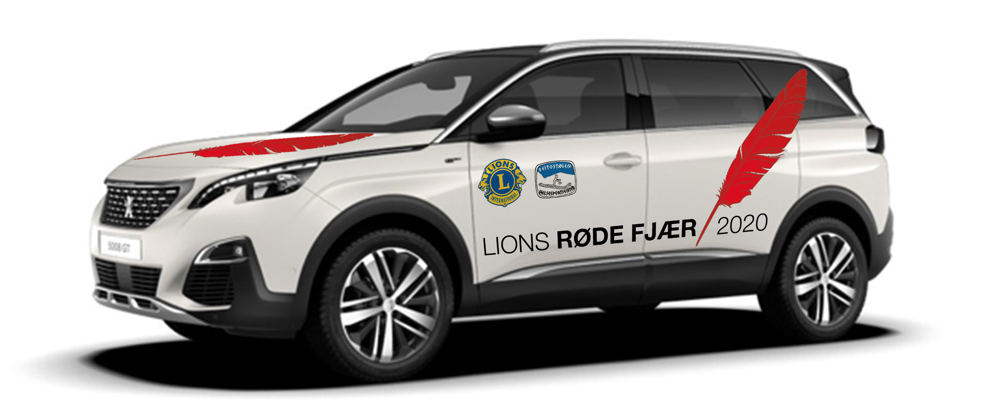 LIONS
L
INTERNATIONAL
BEITOSTØLEN
HELSESPORTSENTER
LIONS RØDE FJÆR 2020
5008 GT